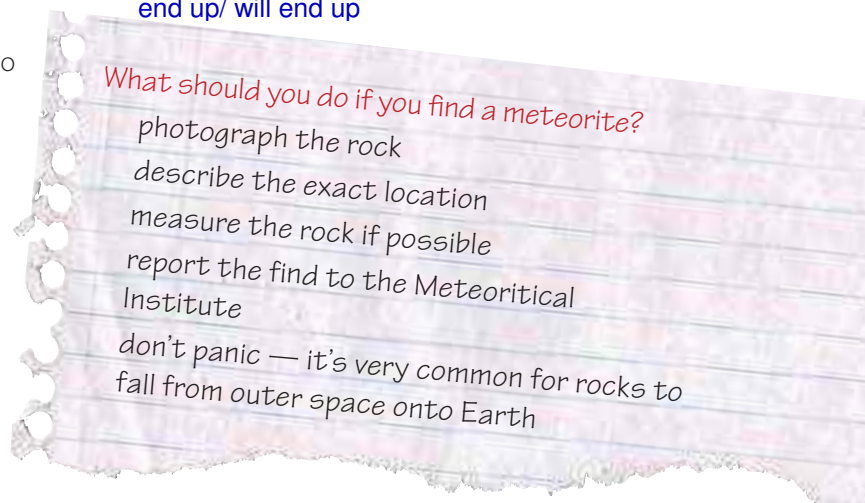 end up/ will end up
o
What should you do if you find a meteorite?
photograph the rock
describe the exact location
measure the rock if possible
report the find to the Meteoritical
Institute
don't panic — it's very common for rocks to
fall from outer space onto Earth